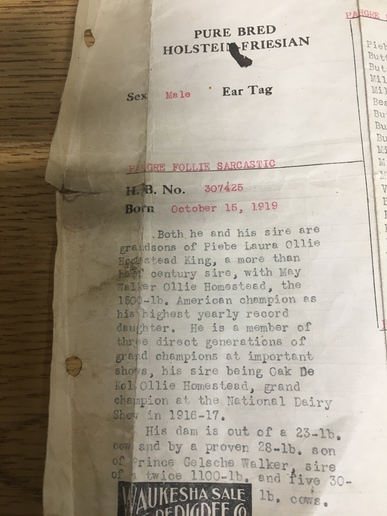 PURE BRED
HOLSTEIN-FRIESIAN
Sex Male Ear Tag
FOLLIE SARCASTIC
H. B. No. 307425
Born October 15, 1919
Both he and his sire are
grandsons of Piebe Laura Ollie
Homestead King, a more than
half century sire, with May
Walker Ollie Homestead, the
1500-lb. American champion as
his highest yearly record
daughter. He is a member of
three direct generations of
grand champions at important
shows, his sire being Oak De
Kol Ollie Homestead, grand
champion at the National Dairy
Show in 1916-17.
His dam is out of a 23-lb.
cow and by a proven 28-lb. son
of Prince Gelsche Walker, sire
of twice 1100-lb. and five 30-
lb. cows.
WAUKESHA SALE
PEDIGREE CO
Piebe